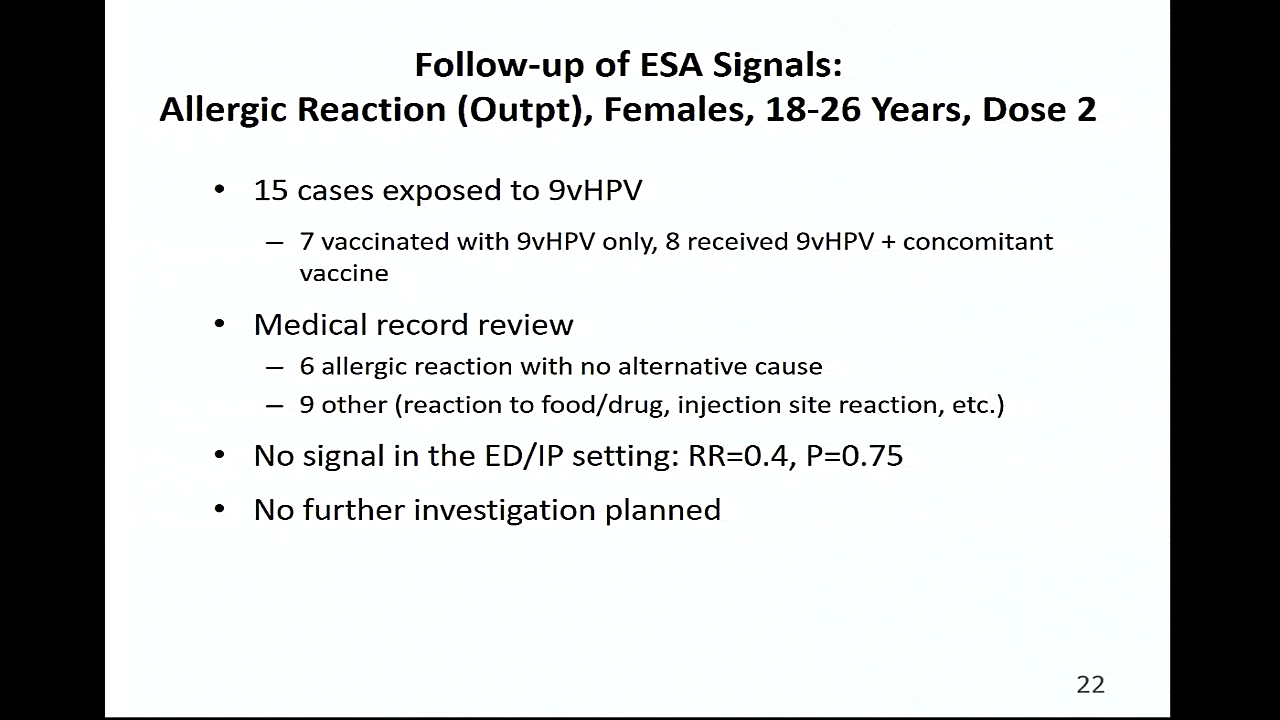 Follow-up of ESA Signals:
Allergic Reaction (Outpt), Females, 18-26 Years, Dose 2
• 15 cases exposed to 9vHPV
– 7 vaccinated with 9vHPV only, 8 received 9vHPV + concomitant
vaccine
• Medical record review
– 6 allergic reaction with no alternative cause
– 9 other (reaction to food/drug, injection site reaction, etc.)
• No signal in the ED/IP setting: RR=0.4, P=0.75
• No further investigation planned
22